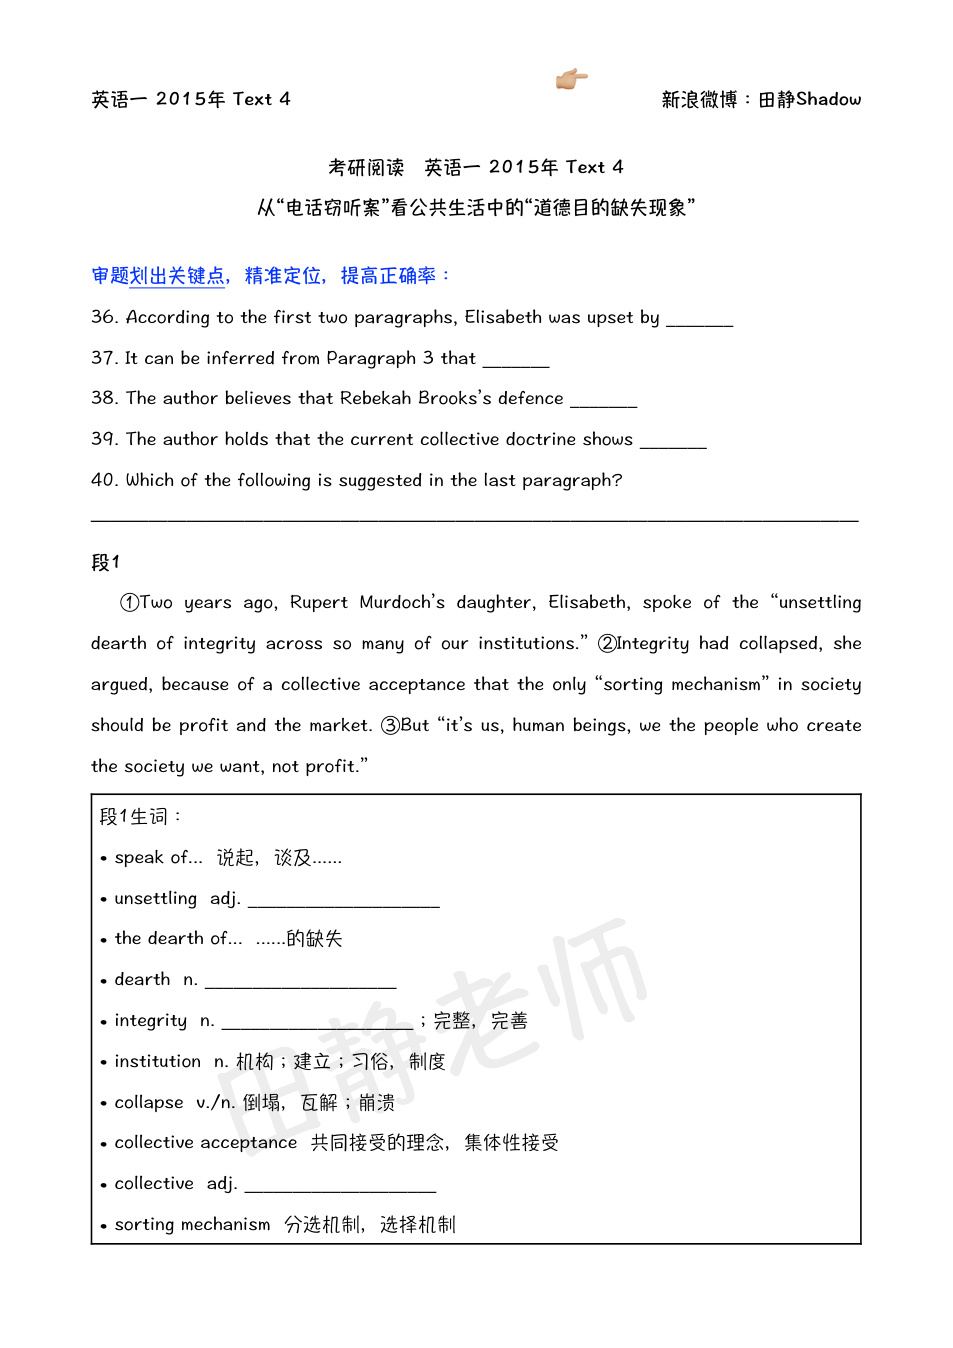 英语一 2015年 Text 4 新浪微博：田静Shadow
考研阅读 英语一 2015年 Text 4
从“电话窃听案”看公共生活中的“道德目的缺失现象”
审题划出关键点，精准定位，提高正确率：
36. According to the first two paragraphs, Elisabeth was upset by _______
37. It can be inferred from Paragraph 3 that _______
38. The author believes that Rebekah Brooks's defence _______
39. The author holds that the current collective doctrine shows _______
40. Which of the following is suggested in the last paragraph?
段1
①Two years ago, Rupert Murdoch's daughter, Elisabeth, spoke of the “unsettling
dearth of integrity across so many of our institutions.” ②Integrity had collapsed, she
argued, because of a collective acceptance that the only “sorting mechanism” in society
should be profit and the market. ③But “it's us, human beings, we the people who create
the society we want, not profit.”
段1生词：
• speak of... 说起，谈及......
• unsettling adj. ____________________
• the dearth of... ......的缺失
• dearth n. ____________________
• integrity n. ____________________；完整，完善
• institution n. 机构；建立；习俗，制度
• collapse v./n. 倒塌，瓦解；崩溃
• collective acceptance 共同接受的理念，集体性接受
• collective adj. ____________________
• sorting mechanism 分选机制，选择机制
田静老师